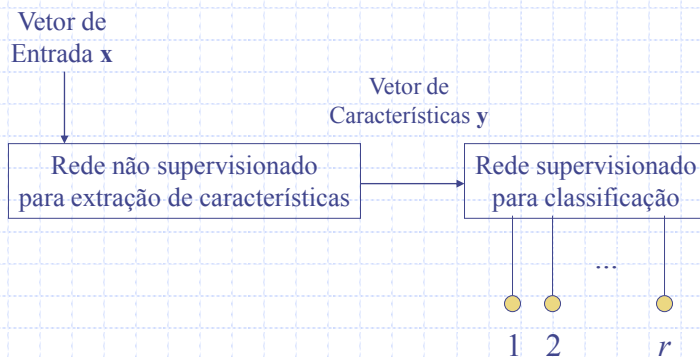 Vetor de
Entrada x
Vetor de
Características y
Rede não supervisionado
para extração de características
Rede supervisionado
para classificação
...
1 2 r